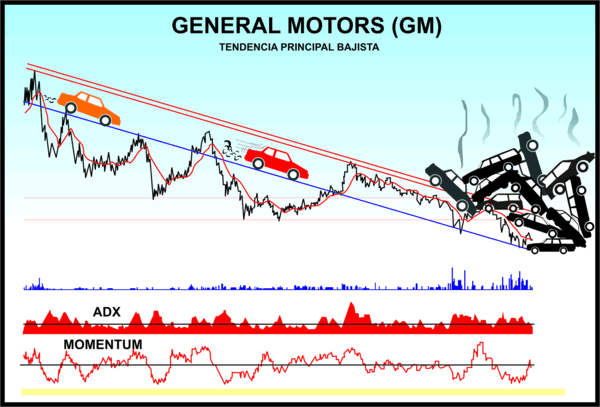 GENERAL MOTORS (GM)
TENDENCIA PRINCIPAL BAJISTA
ADX
MOMENTUM